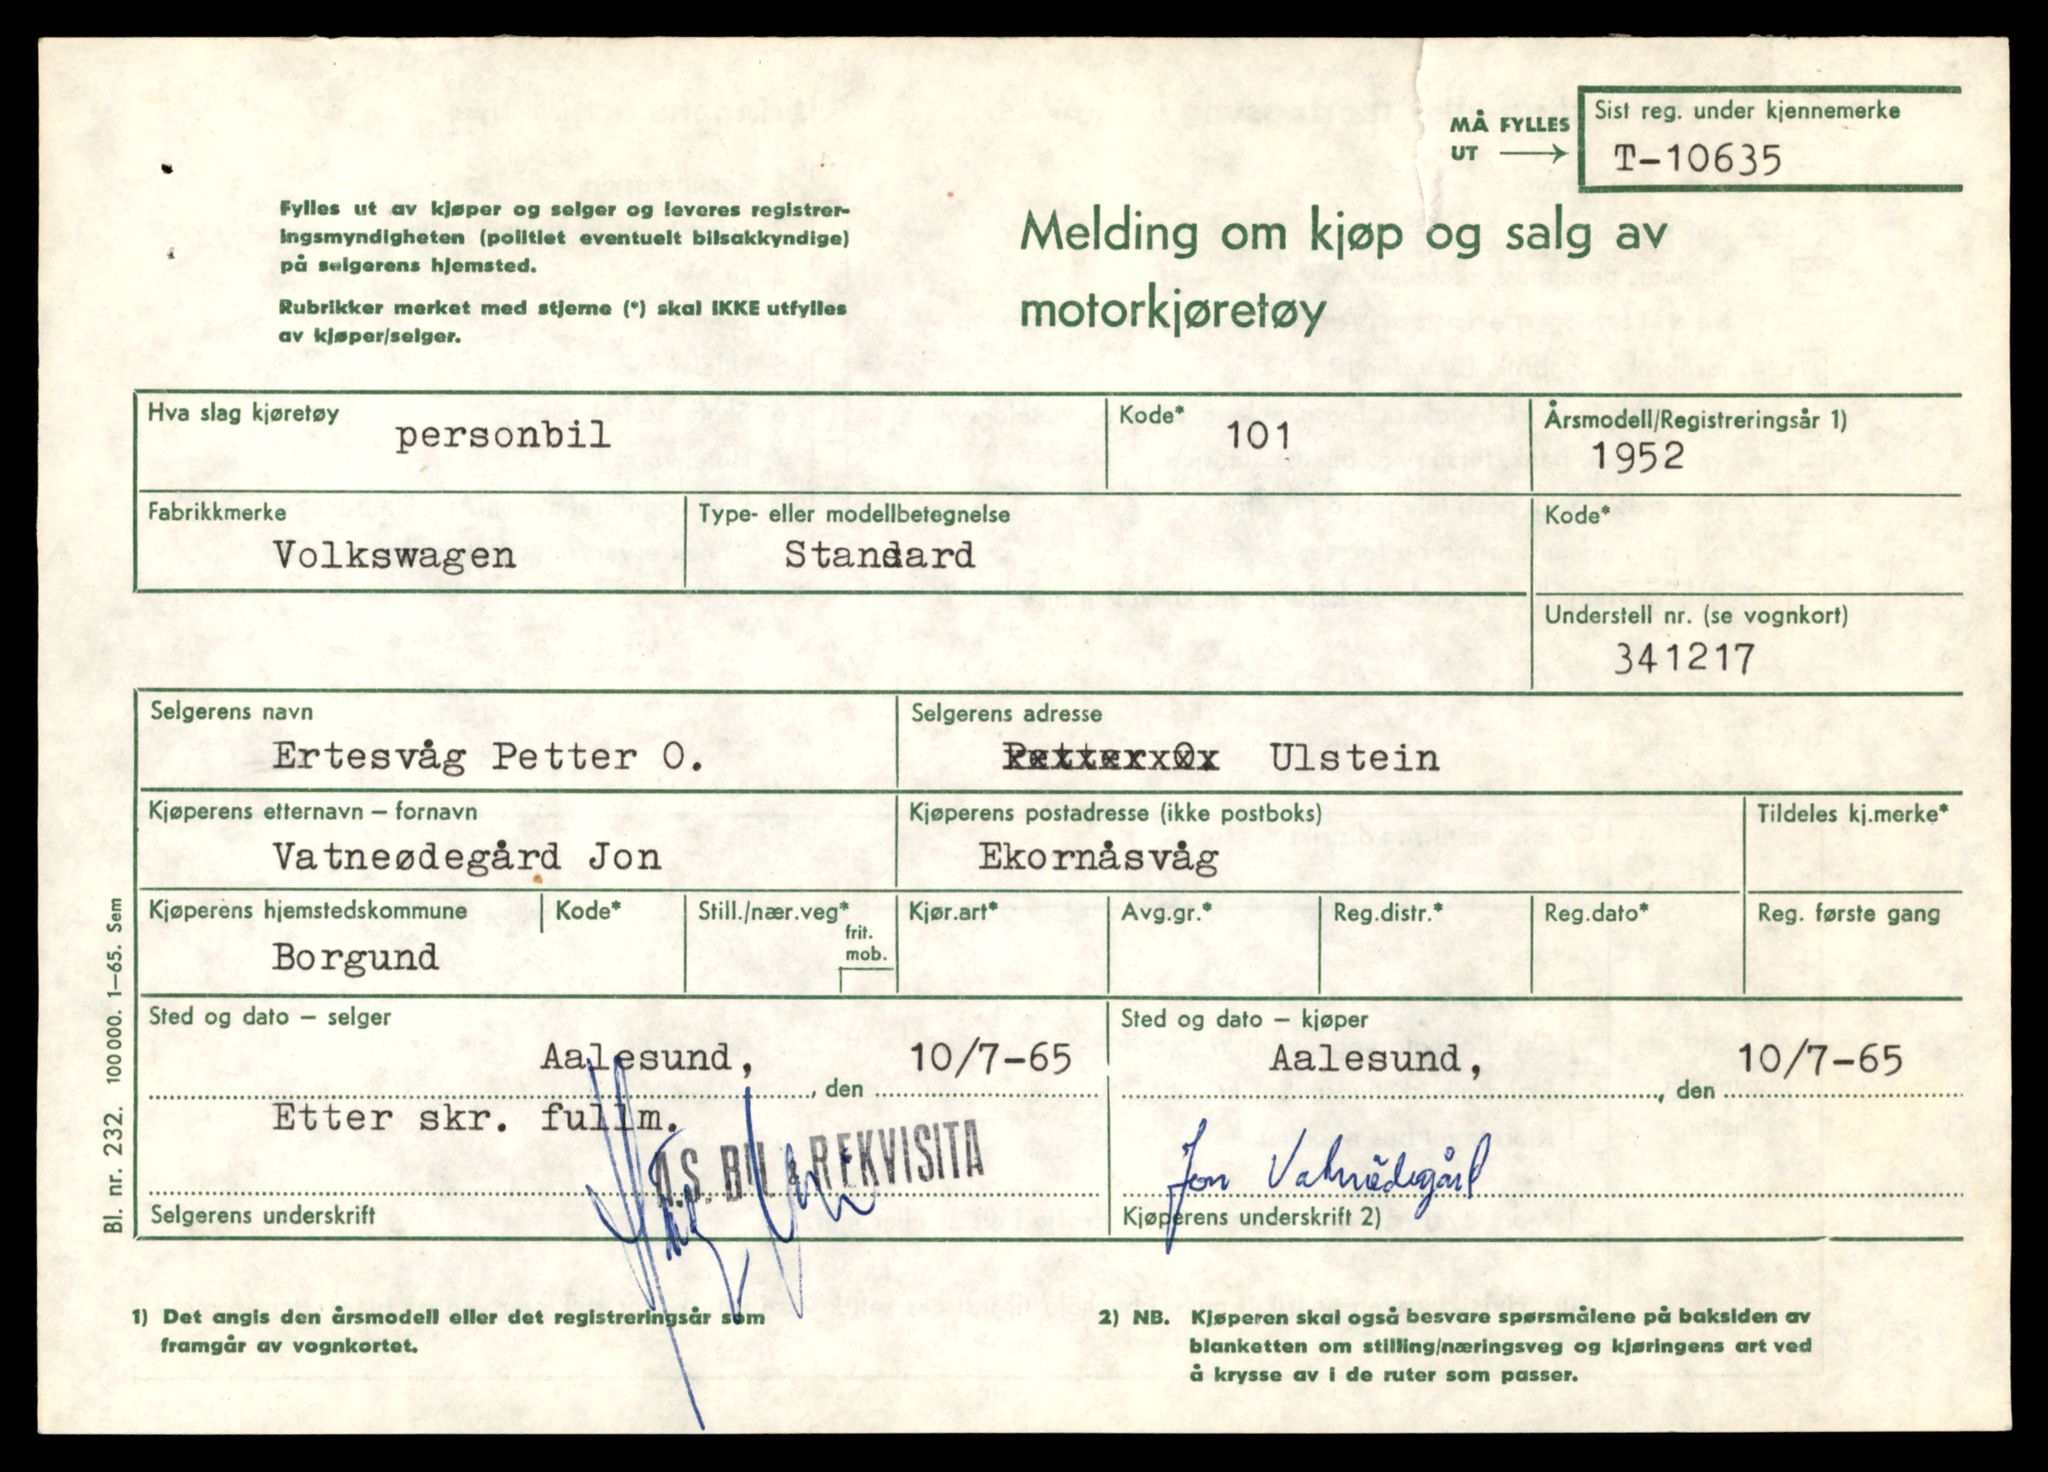 Sist reg. under kjennemerke
MÅ FYLLES
UT
T-10635
Fylles ut av kjøper og selger og leveres registrer-
ingsmyndigheten (politiet eventuelt bilsakkyndige)
på selgerens hjemsted.
Rubrikker merket med stjerne (*) skal IKKE utfylles
av kjøper/selger.
Melding om kjøp og salg av
motorkjøretøy
Hva slag kjøretøy
personbil
Kode*
101
Årsmodell/Registreringsår 1)
1952
Fabrikkmerke
Volkswagen
Type- eller modellbetegnelse
Standard
Kode*
Understell nr. (se vognkort)
341217
Selgerens navn
Ertesvåg Petter O.
Selgerens adresse
Ulstein
Kjøperens etternavn – fornavn
Vatneødegård Jon
Kjøperens postadresse (ikke postboks)
Ekornåsvåg
Tildeles kj.merke*
Kjøperens hjemstedskommune
Borgund
Kode*
Still./nær.veg*
frit.
mob.
Kjør.art*
Avg.gr.*
Reg.distr.*
Reg.dato*
Reg. første gang
Sted og dato – selger
Aalesund, , den 10/7-65
Etter skr. fullm.
A.S. BIL & REKVISITA
Selgerens underskrift
Sted og dato – kjøper
Aalesund, , den 10/7-65
Jon Vatneødegård
Kjøperens underskrift 2)
1) Det angis den årsmodell eller det registreringsår som
framgår av vognkortet.
2) NB. Kjøperen skal også besvare spørsmålene på baksiden av
blanketten om stilling/næringsveg og kjøringens art ved
å krysse av i de ruter som passer.
Bl. nr. 232. 100 000. 1–65. Sem